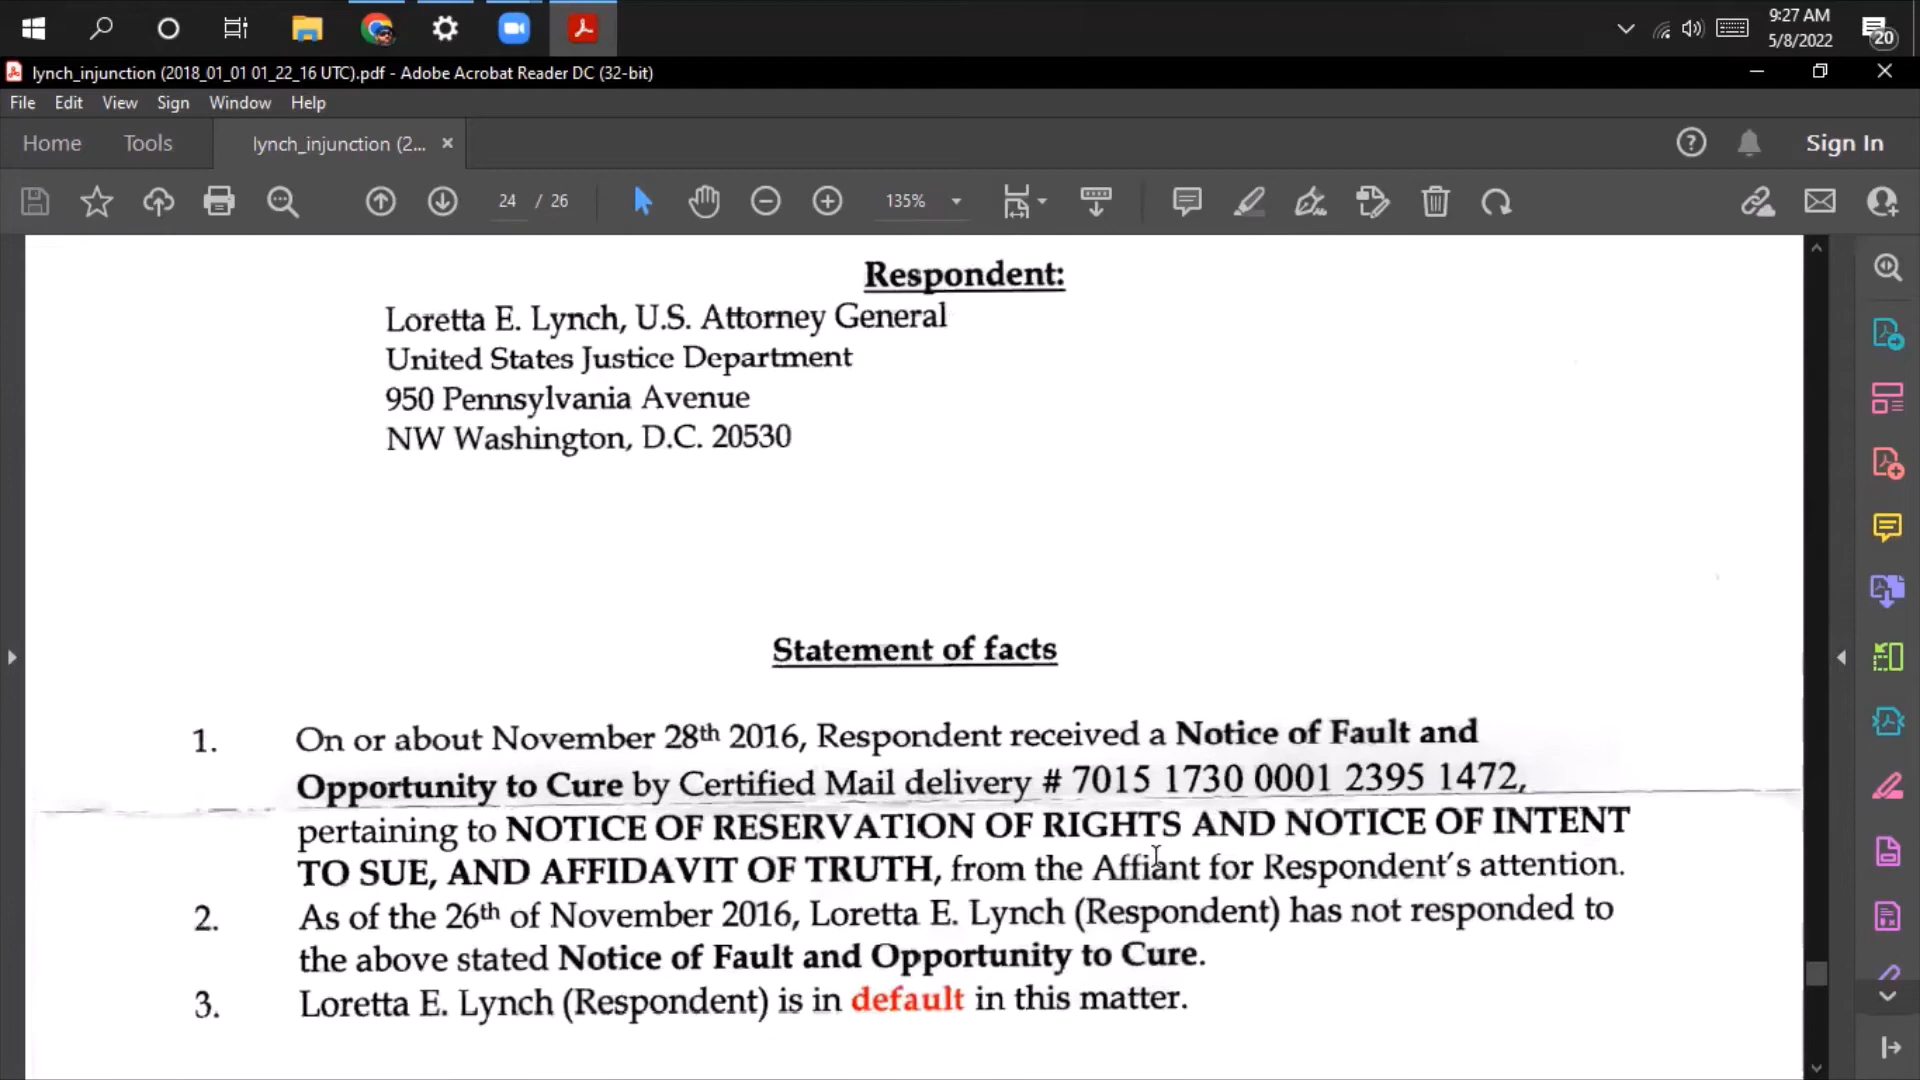 9:27 AM
5/8/2022
20
lynch_injunction (2018_01_01 01_22_16 UTC).pdf - Adobe Acrobat Reader DC (32-bit)
File Edit View Sign Window Help
Home Tools lynch_injunction (2... × Sign In
24 / 26 135%
Respondent:
Loretta E. Lynch, U.S. Attorney General
United States Justice Department
950 Pennsylvania Avenue
NW Washington, D.C. 20530
Statement of facts
1. On or about November 28th 2016, Respondent received a Notice of Fault and
Opportunity to Cure by Certified Mail delivery # 7015 1730 0001 2395 1472,
pertaining to NOTICE OF RESERVATION OF RIGHTS AND NOTICE OF INTENT
TO SUE, AND AFFIDAVIT OF TRUTH, from the Affiant for Respondent's attention.
2. As of the 26th of November 2016, Loretta E. Lynch (Respondent) has not responded to
the above stated Notice of Fault and Opportunity to Cure.
3. Loretta E. Lynch (Respondent) is in default in this matter.